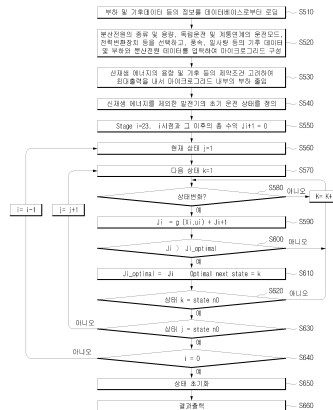 부하 및 기후데이터 등의 정보를 데이터베이스로부터 로딩
S510
분산전원의 종류 및 용량, 독립운전 및 계통연계의 운전모드,
전력변환장치 등을 선택하고, 풍속, 일사량 등의 기후 데이터
및 부하와 분산전원 데이터를 입력하여 마이크로그리드 구성
S520
신재생 에너지의 용량 및 기후 등의 제약조건 고려하여
최대출력을 내서 마이크로그리드 내부의 부하 충당
S530
신재생 에너지를 제외한 발전기의 초기 운전 상태를 정의
S540
Stage i=23, i시점과 그 이후의 총 수익 Ji+1 = 0
S550
현재 상태 j=1
S560
다음 상태 k=1
S570
상태변화?
S580
아니오
예
i= i-1
j= j+1
K= K+
Ji = g (Xi,ui) + Ji+1
S590
Ji > Ji_optimal
S600
아니오
예
Ji_optimal = Ji Optimal next state = k
S610
상태 k = state n0
S620
아니오
예
상태 j = state n0
S630
아니오
예
i = 0
S640
아니오
예
상태 초기화
S650
결과출력
S660